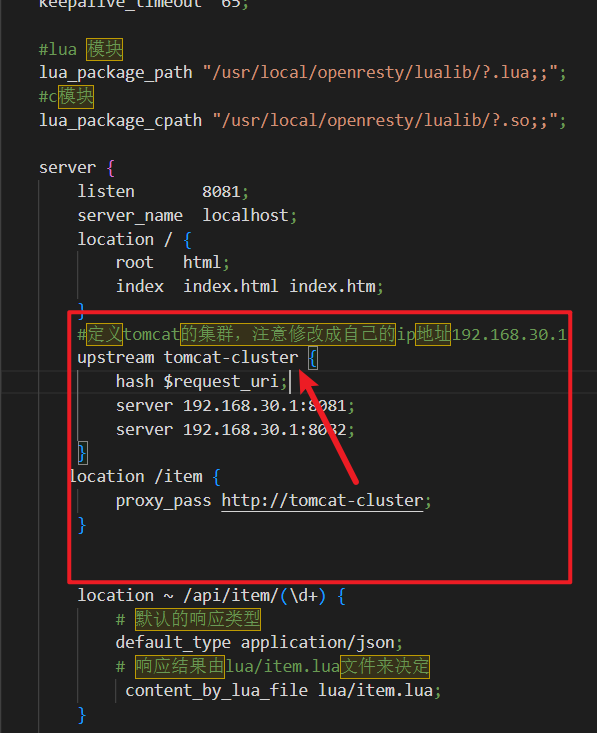 keepalive_timeout  65;
#lua 模块
lua_package_path "/usr/local/openresty/lualib/?.lua;;";
#c模块
lua_package_cpath "/usr/local/openresty/lualib/?.so;;";
server {
listen       8081;
server_name  localhost;
location / {
root   html;
index  index.html index.htm;
}
#定义tomcat的集群，注意修改成自己的ip地址192.168.30.1
upstream tomcat-cluster {
hash $request_uri;
server 192.168.30.1:8081;
server 192.168.30.1:8082;
}
location /item {
proxy_pass http://tomcat-cluster;
}
location ~ /api/item/(\d+) {
# 默认的响应类型
default_type application/json;
# 响应结果由lua/item.lua文件来决定
content_by_lua_file lua/item.lua;
}